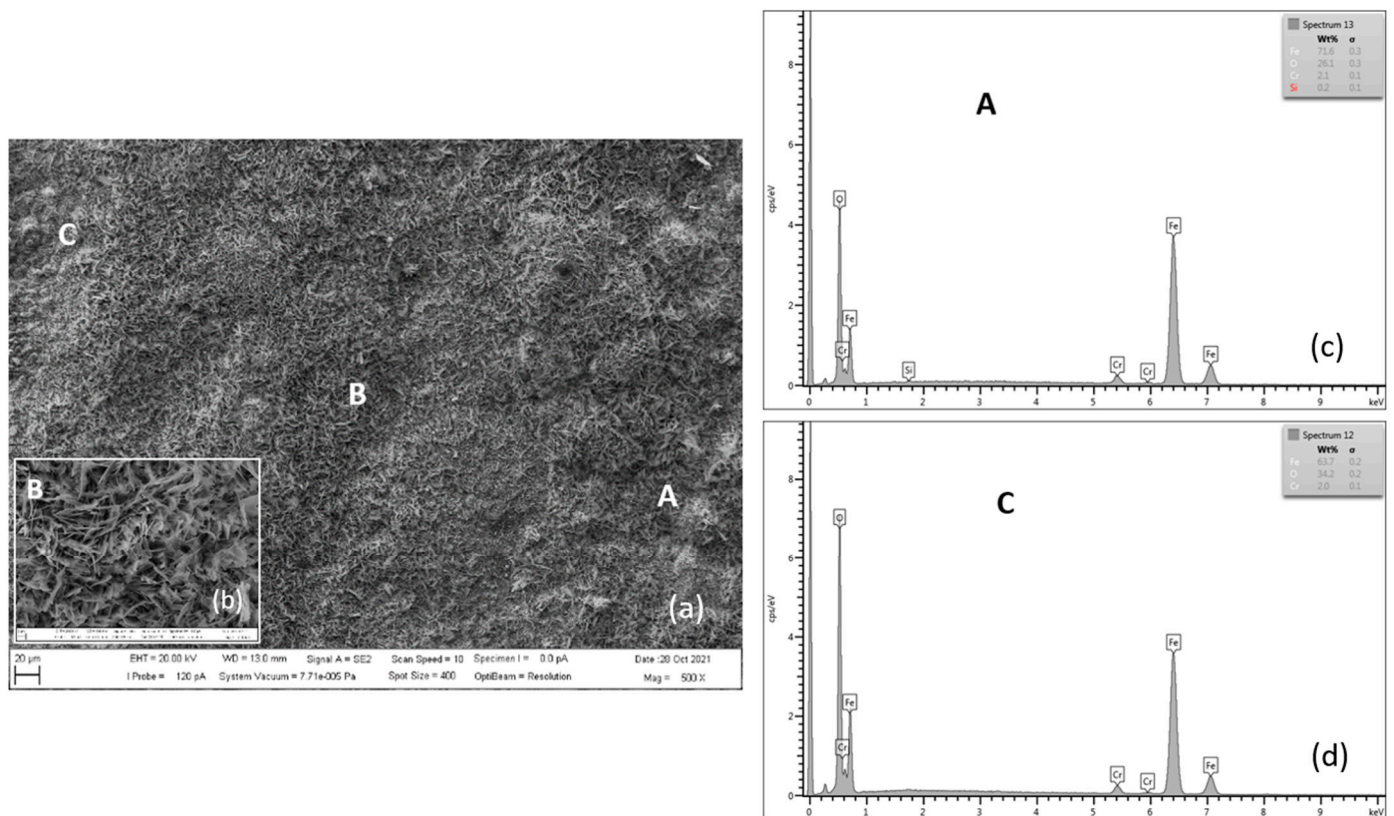 C
B
A
(a)
B
(b)
20 µm
EHT = 20.00 kV WD = 13.0 mm Signal A = SE2 Scan Speed = 10 Specimen I = 0.0 pA Date :28 Oct 2021
I Probe = 120 pA System Vacuum = 7.71e-005 Pa Spot Size = 400 OptiBeam = Resolution Mag = 500 X
Spectrum 13
Wt% σ
Fe 71.6 0.3
O 26.1 0.3
Cr 2.1 0.1
Si 0.2 0.1
A
8
6
4
2
0
cps/eV
O
Fe
Cr
Si
Cr
Cr
Fe
Fe
(c)
0 1 2 3 4 5 6 7 8 9 keV
Spectrum 12
Wt% σ
Fe 63.7 0.2
O 34.2 0.2
Cr 2.0 0.1
C
8
6
4
2
0
cps/eV
O
Fe
Cr
Cr
Cr
Fe
Fe
(d)
0 1 2 3 4 5 6 7 8 9 keV